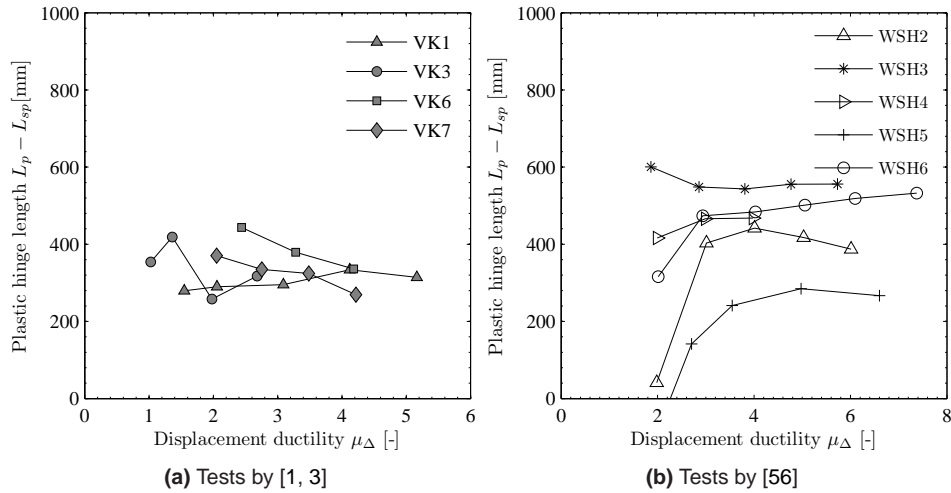 1000
800
600
400
200
0
0 1 2 3 4 5 6
Plastic hinge length Lₚ − Lₛₚ[mm]
Displacement ductility μ_Δ [-]
VK1
VK3
VK6
VK7
(a) Tests by [1, 3]
1000
800
600
400
200
0
0 2 4 6 8
Plastic hinge length Lₚ − Lₛₚ [mm]
Displacement ductility μ_Δ [-]
WSH2
WSH3
WSH4
WSH5
WSH6
(b) Tests by [56]